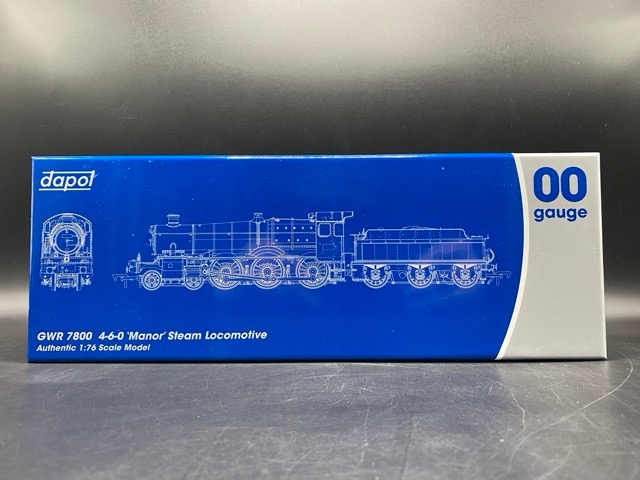 dapol
00
gauge
GWR 7800 4-6-0 'Manor' Steam Locomotive
Authentic 1:76 Scale Model